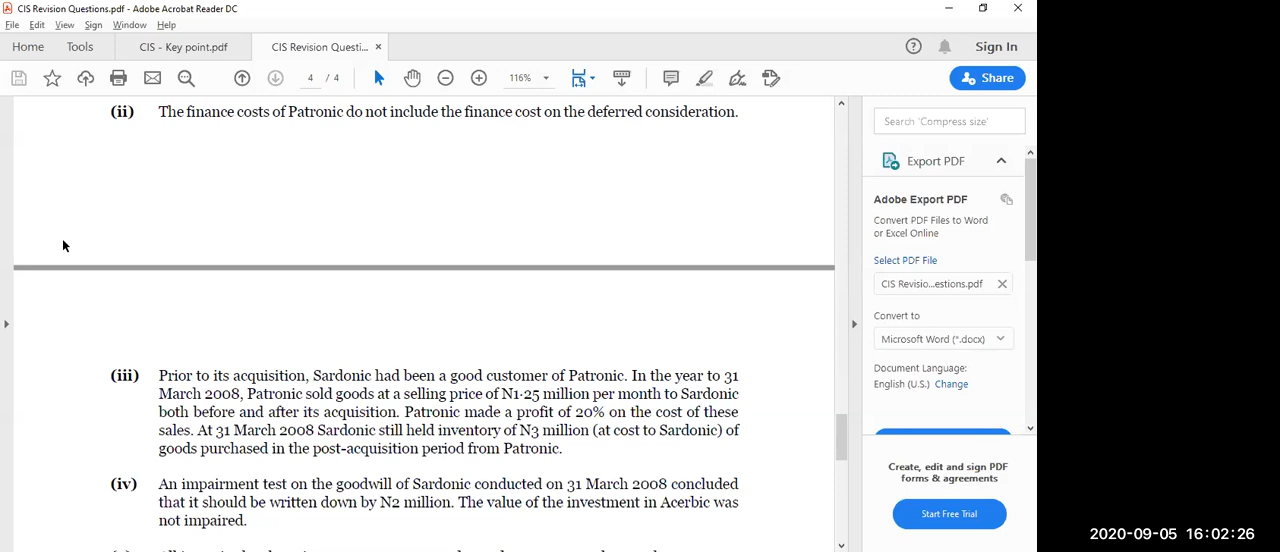 CIS Revision Questions.pdf - Adobe Acrobat Reader DC
File Edit View Sign Window Help
Home Tools CIS - Key point.pdf CIS Revision Questi... × Sign In
4 / 4 116% Share
(ii) The finance costs of Patronic do not include the finance cost on the deferred consideration.
(iii) Prior to its acquisition, Sardonic had been a good customer of Patronic. In the year to 31
March 2008, Patronic sold goods at a selling price of N1·25 million per month to Sardonic
both before and after its acquisition. Patronic made a profit of 20% on the cost of these
sales. At 31 March 2008 Sardonic still held inventory of N3 million (at cost to Sardonic) of
goods purchased in the post-acquisition period from Patronic.
(iv) An impairment test on the goodwill of Sardonic conducted on 31 March 2008 concluded
that it should be written down by N2 million. The value of the investment in Acerbic was
not impaired.
Search 'Compress size'
Export PDF
Adobe Export PDF
Convert PDF Files to Word
or Excel Online
Select PDF File
CIS Revisio...estions.pdf
Convert to
Microsoft Word (*.docx)
Document Language:
English (U.S.) Change
Create, edit and sign PDF
forms & agreements
Start Free Trial
2020-09-05 16:02:26